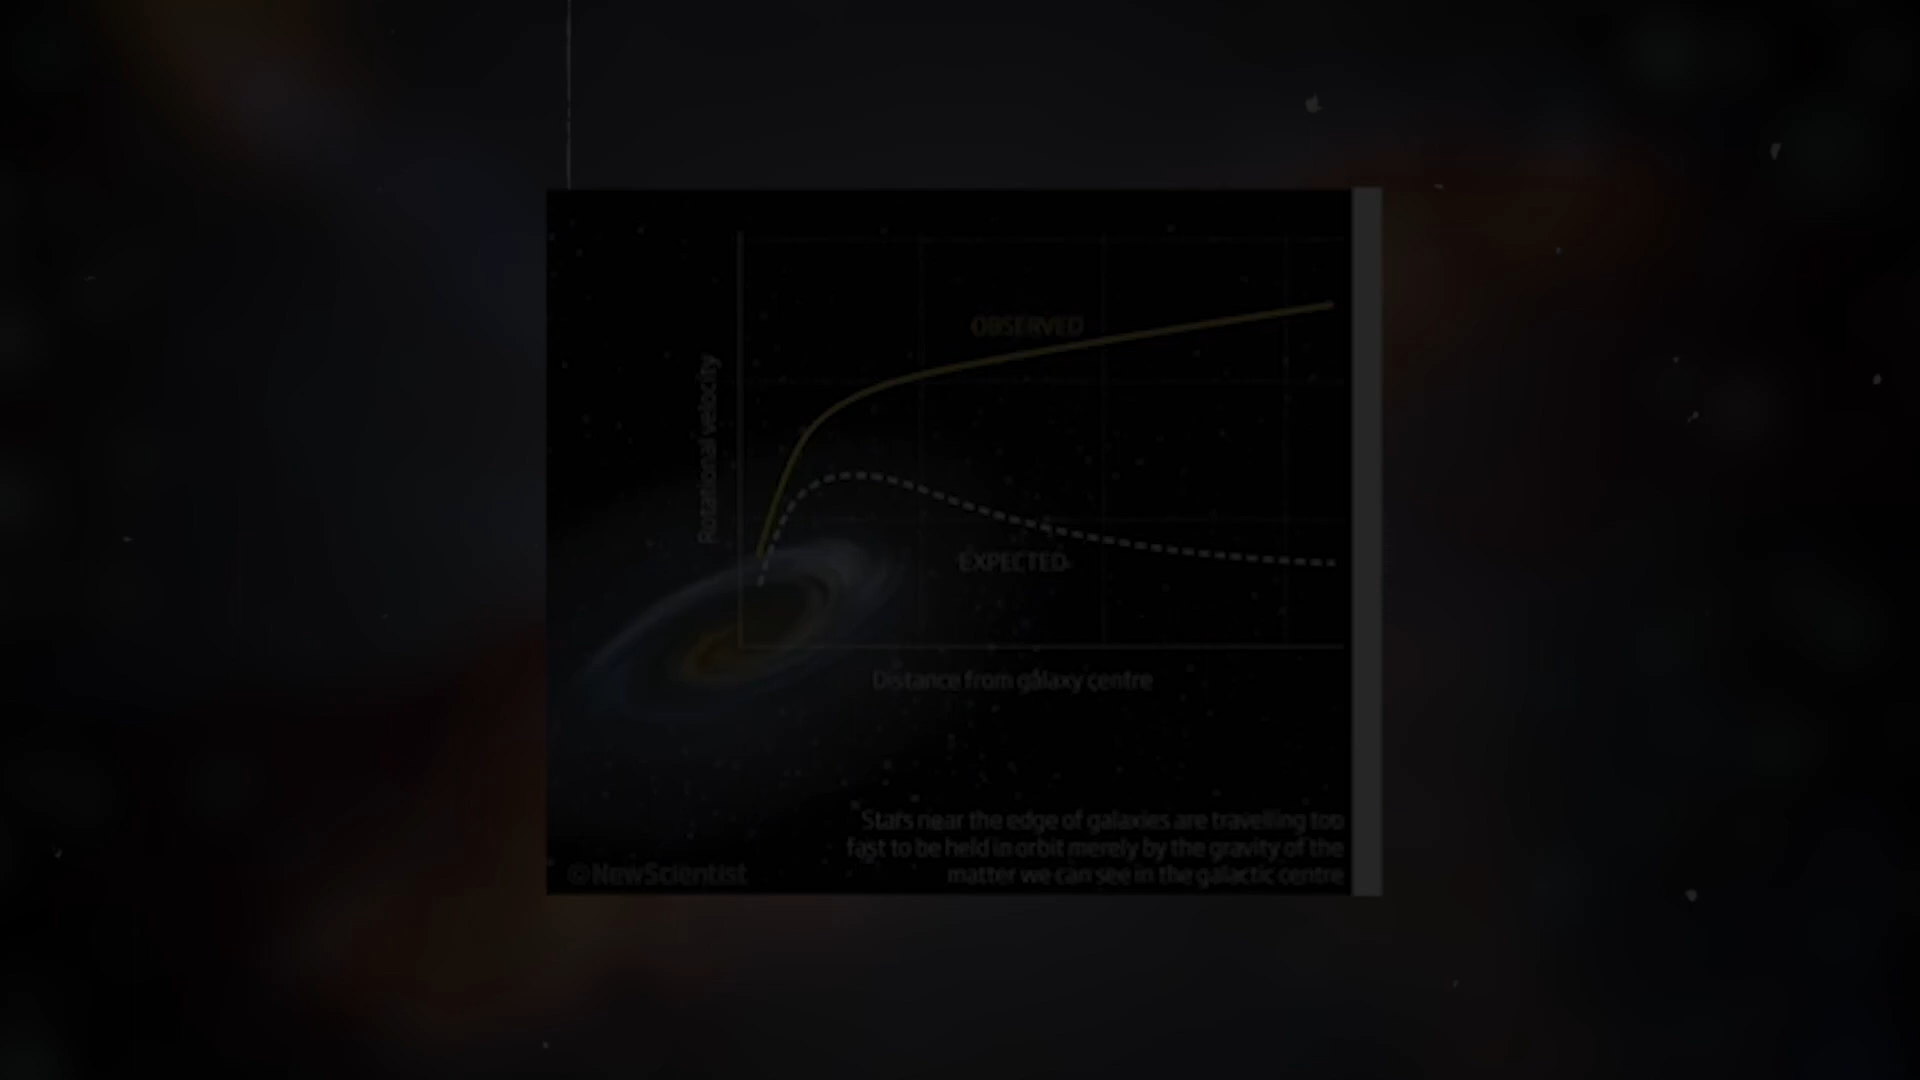 OBSERVED
Rotational velocity
EXPECTED
Distance from galaxy centre
Stars near the edge of galaxies are travelling too
fast to be held in orbit merely by the gravity of the
matter we can see in the galactic centre
©NewScientist